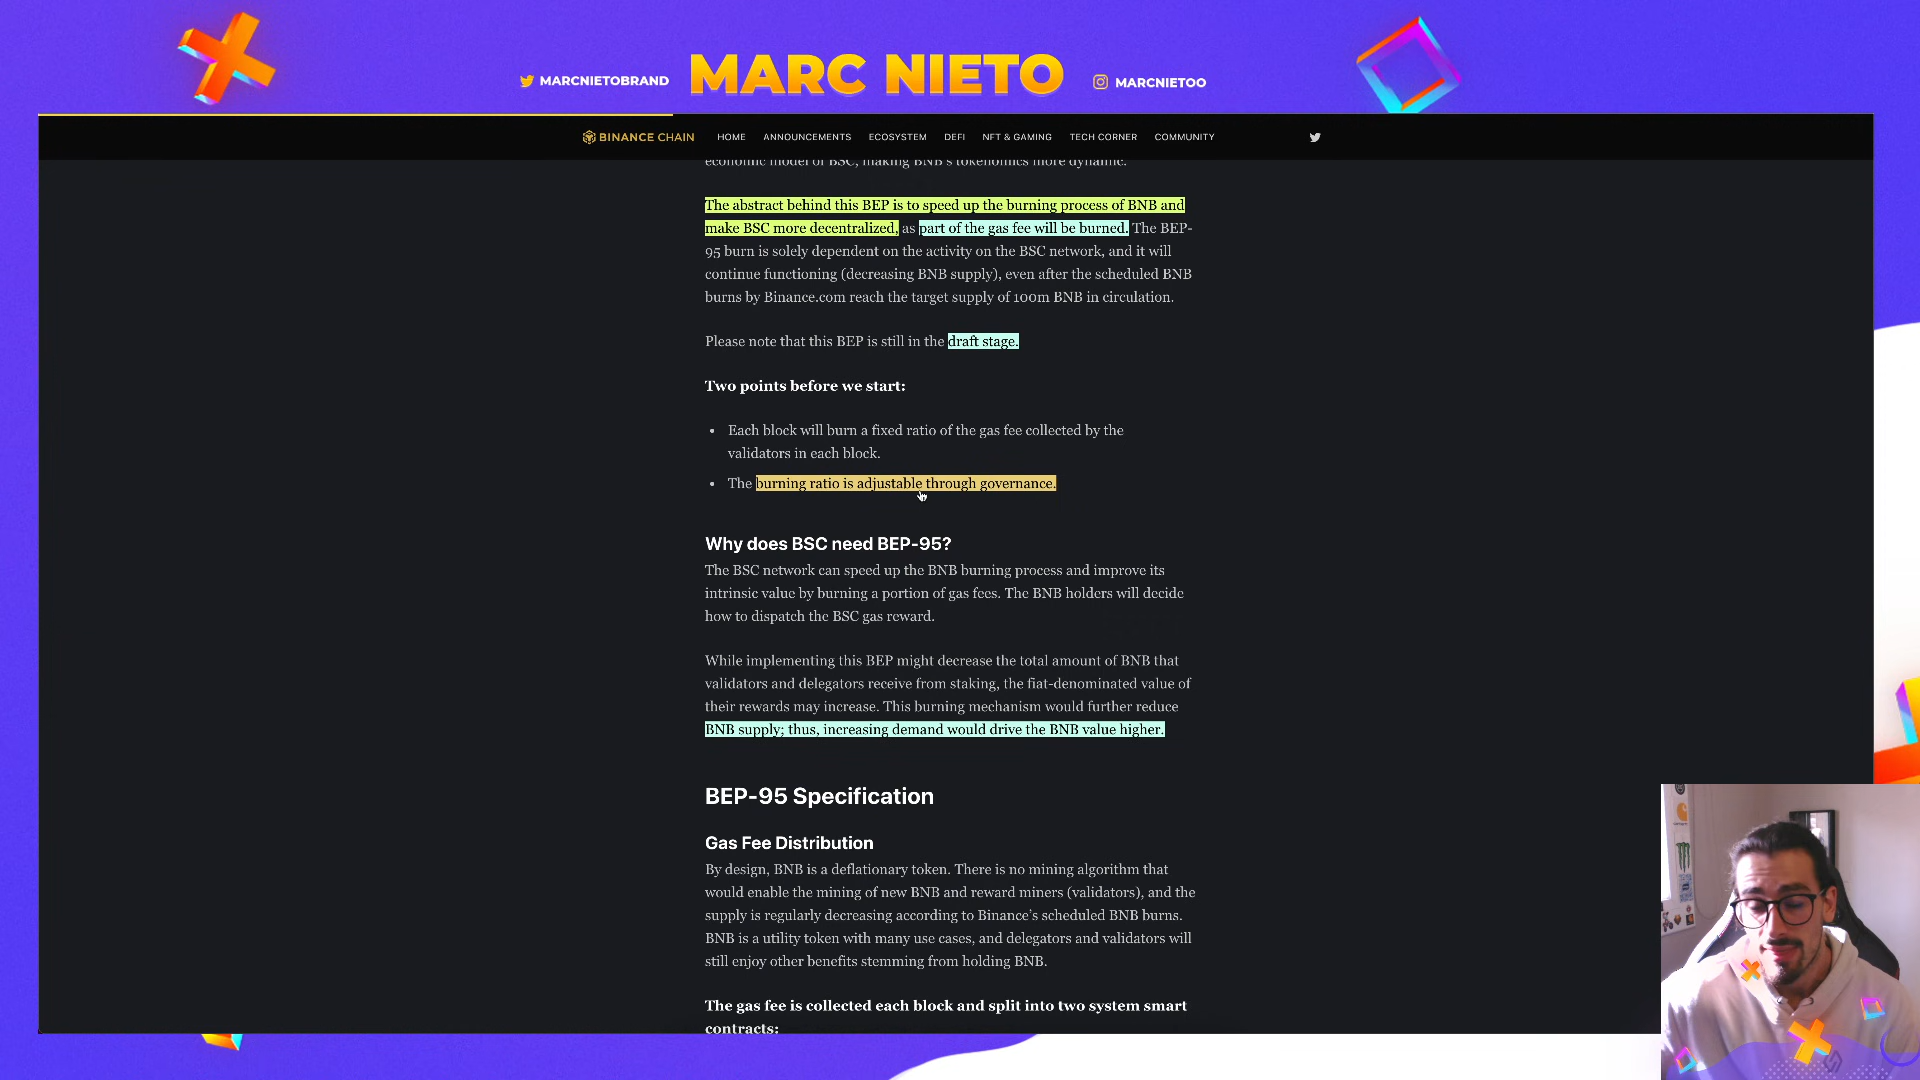 MARCNIETOBRAND
MARC NIETO
MARCNIETOO
BINANCE CHAIN
HOME
ANNOUNCEMENTS
ECOSYSTEM
DEFI
NFT & GAMING
TECH CORNER
COMMUNITY
economic model of BSC, making BNB's tokenomics more dynamic.
The abstract behind this BEP is to speed up the burning process of BNB and
make BSC more decentralized, as part of the gas fee will be burned. The BEP-
95 burn is solely dependent on the activity on the BSC network, and it will
continue functioning (decreasing BNB supply), even after the scheduled BNB
burns by Binance.com reach the target supply of 100m BNB in circulation.
Please note that this BEP is still in the draft stage.
Two points before we start:
• Each block will burn a fixed ratio of the gas fee collected by the
validators in each block.
• The burning ratio is adjustable through governance.
Why does BSC need BEP-95?
The BSC network can speed up the BNB burning process and improve its
intrinsic value by burning a portion of gas fees. The BNB holders will decide
how to dispatch the BSC gas reward.
While implementing this BEP might decrease the total amount of BNB that
validators and delegators receive from staking, the fiat-denominated value of
their rewards may increase. This burning mechanism would further reduce
BNB supply; thus, increasing demand would drive the BNB value higher.
BEP-95 Specification
Gas Fee Distribution
By design, BNB is a deflationary token. There is no mining algorithm that
would enable the mining of new BNB and reward miners (validators), and the
supply is regularly decreasing according to Binance's scheduled BNB burns.
BNB is a utility token with many use cases, and delegators and validators will
still enjoy other benefits stemming from holding BNB.
The gas fee is collected each block and split into two system smart
contracts: